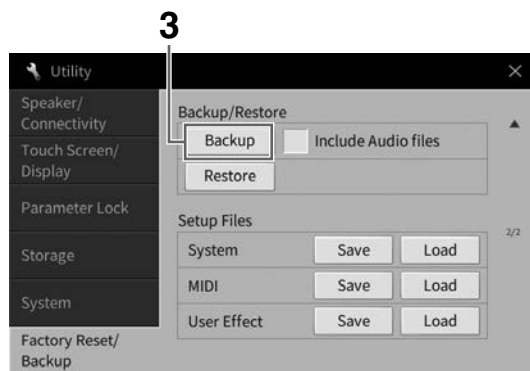 3
Utility
Speaker/
Connectivity
Touch Screen/
Display
Parameter Lock
Storage
System
Factory Reset/
Backup
Backup/Restore
Backup
Include Audio files
Restore
2/2
Setup Files
System Save Load
MIDI Save Load
User Effect Save Load